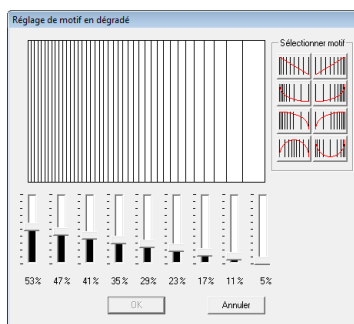 Réglage de motif en dégradé
Sélectionner motif
53% 47% 41% 35% 29% 23% 17% 11% 5%
OK Annuler